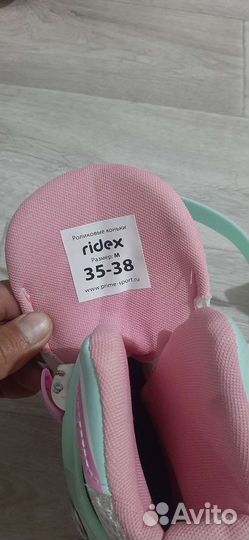 Роликовые коньки
ridex
Размер: M
35-38
www.prime-sport.ru
Avito